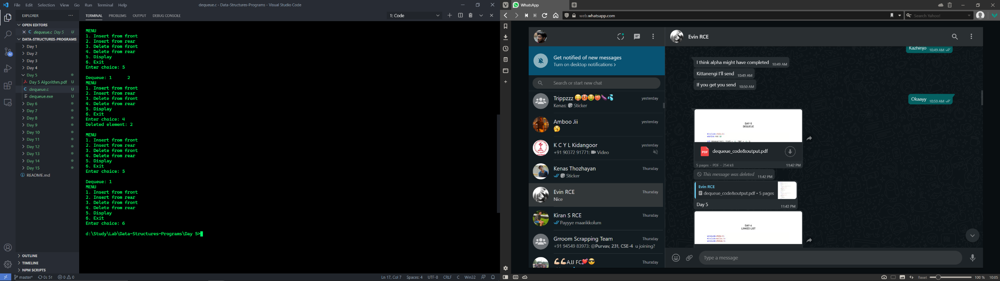 File Edit Selection View Go Run Terminal Help
dequeue.c - Data-Structures-Programs - Visual Studio Code
EXPLORER
OPEN EDITORS
dequeue.c Day 5 U
DATA-STRUCTURES-PROGRAMS
Day 1
Day 2
Day 3
Day 4
Day 5
Day 5 Algorithm.pdf U
dequeue.c U
dequeue.exe U
Day 6
Day 7
Day 8
Day 9
Day 10
Day 11
Day 12
Day 13
Day 14
Day 15
README.md
OUTLINE
TIMELINE
NPM SCRIPTS
22
TERMINAL PROBLEMS OUTPUT DEBUG CONSOLE
1: Code
MENU
1. Insert from front
2. Insert from rear
3. Delete from front
4. Delete from rear
5. Display
6. Exit
Enter choice: 5
Dequeue: 1 2
MENU
1. Insert from front
2. Insert from rear
3. Delete from front
4. Delete from rear
5. Display
6. Exit
Enter choice: 4
Deleted element: 2
MENU
1. Insert from front
2. Insert from rear
3. Delete from front
4. Delete from rear
5. Display
6. Exit
Enter choice: 5
Dequeue: 1
MENU
1. Insert from front
2. Insert from rear
3. Delete from front
4. Delete from rear
5. Display
6. Exit
Enter choice: 6
d:\Study\Lab\Data-Structures-Programs\Day 5>
master* 0↓ 5↑ 0 0
Ln 17, Col 7 Spaces: 4 UTF-8 CRLF C Win32
WhatsApp
web.whatsapp.com
Search Yahoo!
Get notified of new messages
Turn on desktop notifications >
Search or start new chat
Trippzzz 😜🥵🤑🍑🍆💦 yesterday
Kenas: Sticker
Amboo Jii yesterday
🥱
K C Y L Kidangoor yesterday
+91 90372 91771: Video
Kenas Thozhayan Thursday
Sticker
Evin RCE Thursday
Nice
Kiran S RCE Thursday
Payyye maarikkolum
Grroom Scrapping Team Thursday
+91 94549 83973: @Purvav, 231, CSE-4 u joining?
💪🏻💪🏻AJJ FC💞😎 Thursday
Evin RCE
Kazhinjo 10:49 AM
I think alpha might have completed 10:49 AM
Kittanengi I'll send 10:49 AM
If you get you send 10:50 AM
Okaayy 10:50 AM
DAY-5
DEQUEUE
#include<stdio.h>
#define MAX 10
PDF dequeue_code&output.pdf
5 pages • PDF • 254 kB 11:42 PM
This message was deleted 11:42 PM
Evin RCE
dequeue_code&output.pdf • 5 pages
Day 5 11:43 PM
DAY-6
LINKED LIST
#include<stdio.h>
Type a message
Reset 100 % 10:05